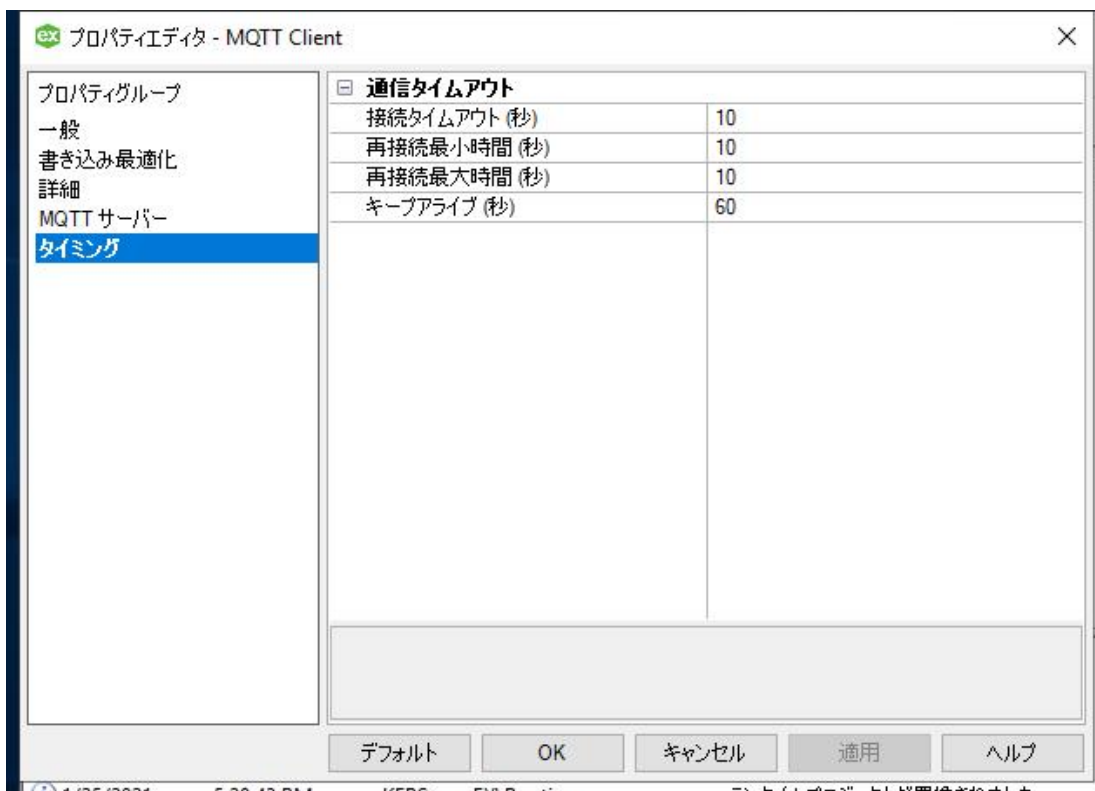 ex プロパティエディタ - MQTT Client
プロパティグループ
一般
書き込み最適化
詳細
MQTT サーバー
タイミング
通信タイムアウト
接続タイムアウト (秒) 10
再接続最小時間 (秒) 10
再接続最大時間 (秒) 10
キープアライブ (秒) 60
デフォルト OK キャンセル 適用 ヘルプ